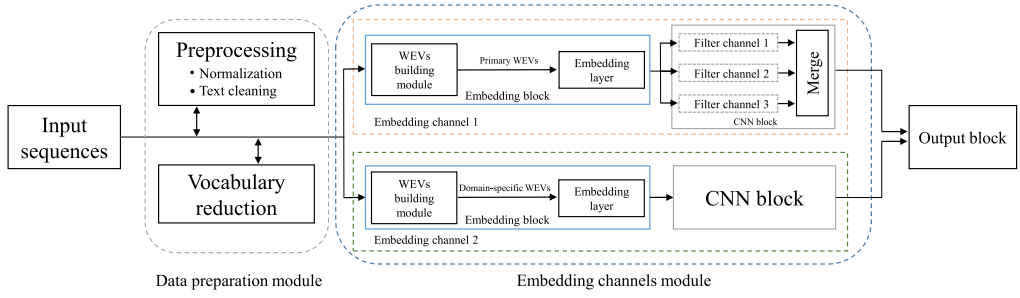 Input
sequences
Preprocessing
• Normalization
• Text cleaning
Vocabulary
reduction
Data preparation module
WEVs
building
module
Primary WEVs
Embedding
layer
Embedding block
Embedding channel 1
Filter channel 1
Filter channel 2
Filter channel 3
Merge
CNN block
WEVs
building
module
Domain-specific WEVs
Embedding
layer
Embedding block
Embedding channel 2
CNN block
Embedding channels module
Output block